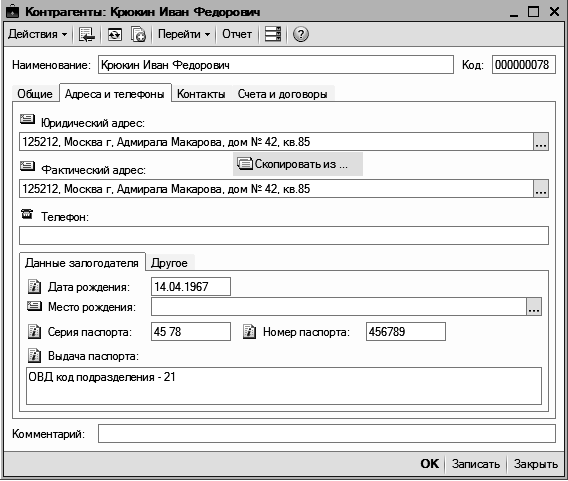 Контрагенты: Крюкин Иван Федорович
Действия Перейти Отчет
Наименование: Крюкин Иван Федорович Код: 000000078
Общие Адреса и телефоны Контакты Счета и договоры
Юридический адрес:
125212, Москва г, Адмирала Макарова, дом № 42, кв.85 ...
Скопировать из ...
Фактический адрес:
125212, Москва г, Адмирала Макарова, дом № 42, кв.85 ...
Телефон:
Данные залогодателя Другое
Дата рождения: 14.04.1967
Место рождения: ...
Серия паспорта: 45 78 Номер паспорта: 456789
Выдача паспорта:
ОВД код подразделения - 21
Комментарий:
OK Записать Закрыть